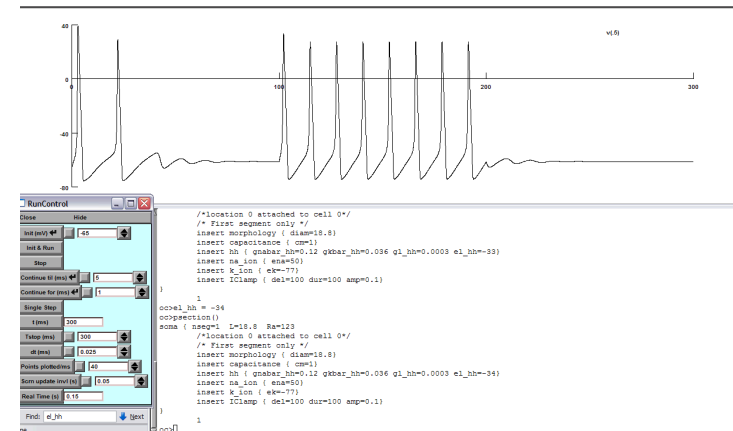 40
v(.5)
0
0
100
200
300
-40
-80
RunControl
Close Hide
Init (mV) -65
Init & Run
Stop
Continue til (ms) 5
Continue for (ms) 1
Single Step
t (ms) 300
Tstop (ms) 300
dt (ms) 0.025
Points plotted/ms 40
Scrn update invl (s) 0.05
Real Time (s) 0.15
Find: el_hh Next
/*location 0 attached to cell 0*/
/* First segment only */
insert morphology { diam=18.8}
insert capacitance { cm=1}
insert hh { gnabar_hh=0.12 gkbar_hh=0.036 gl_hh=0.0003 el_hh=-33}
insert na_ion { ena=50}
insert k_ion { ek=-77}
insert IClamp { del=100 dur=100 amp=0.1}
}
1
oc>el_hh = -34
oc>psection()
soma { nseg=1 L=18.8 Ra=123
/*location 0 attached to cell 0*/
/* First segment only */
insert morphology { diam=18.8}
insert capacitance { cm=1}
insert hh { gnabar_hh=0.12 gkbar_hh=0.036 gl_hh=0.0003 el_hh=-34}
insert na_ion { ena=50}
insert k_ion { ek=-77}
insert IClamp { del=100 dur=100 amp=0.1}
}
1
oc>